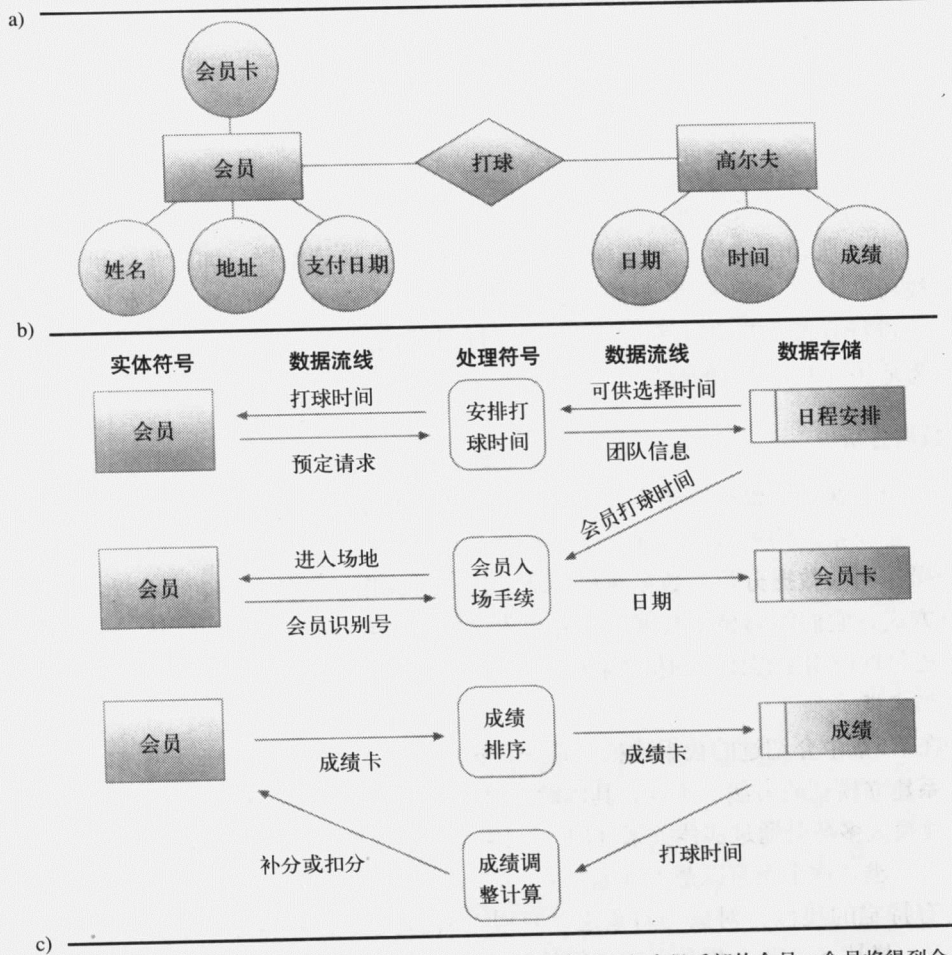 a)
会员卡
会员
打球
高尔夫
姓名
地址
支付日期
日期
时间
成绩
b)
实体符号
数据流线
处理符号
数据流线
数据存储
会员
打球时间
预定请求
安排打
球时间
可供选择时间
团队信息
日程安排
会员打球时间
会员
进入场地
会员识别号
会员入
场手续
日期
会员卡
会员
成绩卡
成绩
排序
成绩卡
成绩
补分或扣分
成绩调
整计算
打球时间
c)
会员将得到会